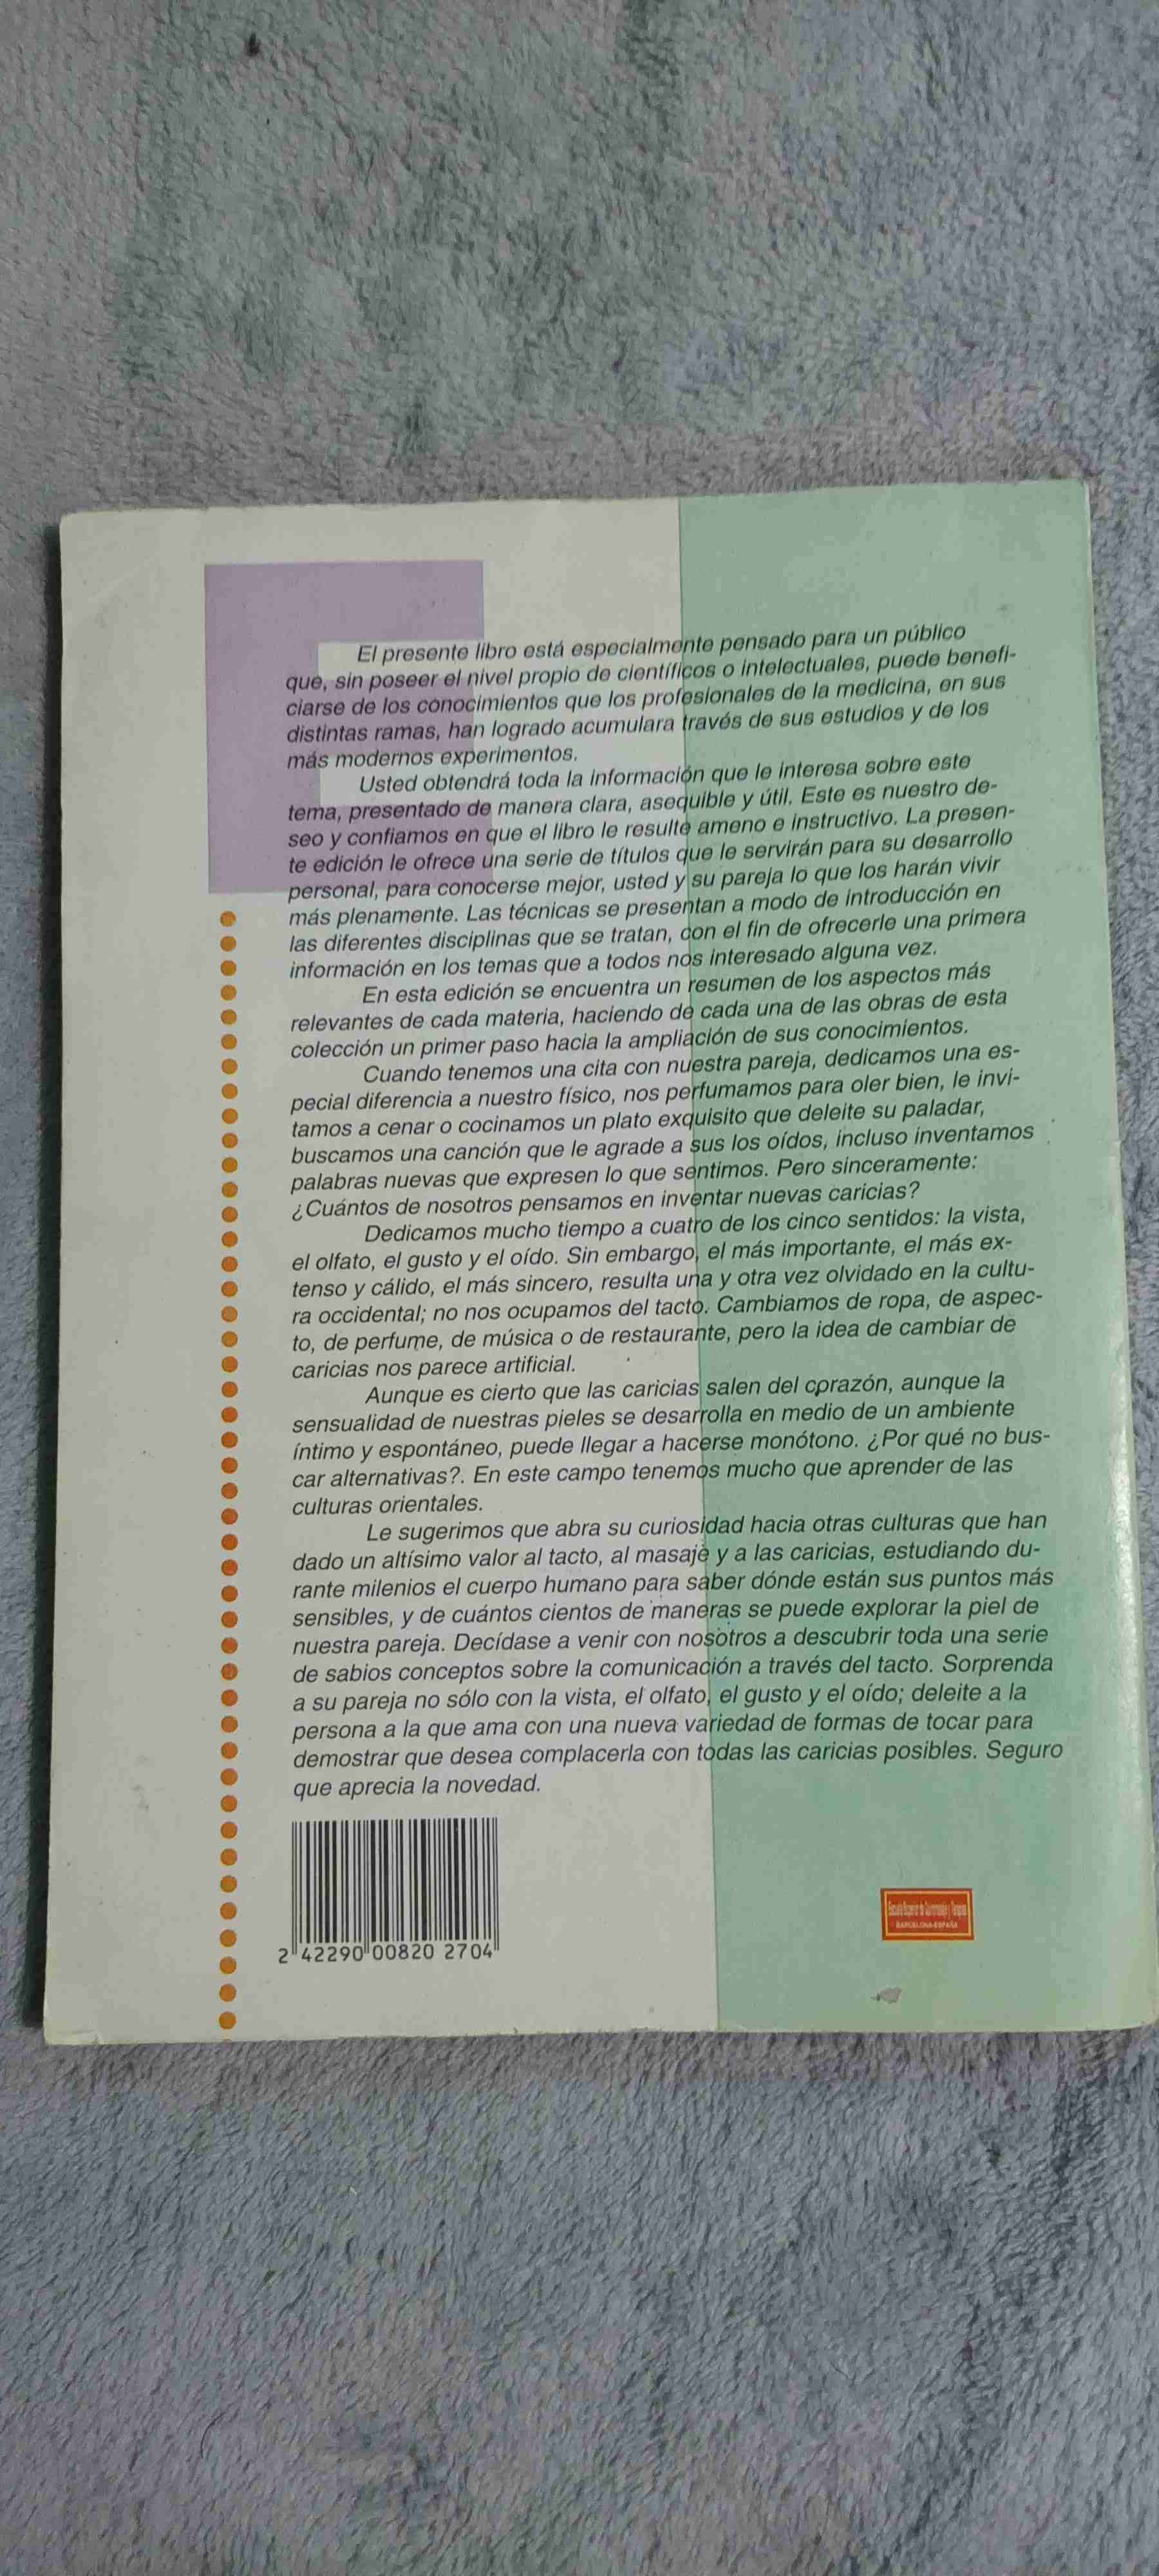 El presente libro está especialmente pensado para un público
que, sin poseer el nivel propio de científicos o intelectuales, puede benefi-
ciarse de los conocimientos que los profesionales de la medicina, en sus
distintas ramas, han logrado acumulara través de sus estudios y de los
más modernos experimentos.
Usted obtendrá toda la información que le interesa sobre este
tema, presentado de manera clara, asequible y útil. Este es nuestro de-
seo y confiamos en que el libro le resulte ameno e instructivo. La presen-
te edición le ofrece una serie de títulos que le servirán para su desarrollo
personal, para conocerse mejor, usted y su pareja lo que los harán vivir
más plenamente. Las técnicas se presentan a modo de introducción en
las diferentes disciplinas que se tratan, con el fin de ofrecerle una primera
información en los temas que a todos nos interesado alguna vez.
En esta edición se encuentra un resumen de los aspectos más
relevantes de cada materia, haciendo de cada una de las obras de esta
colección un primer paso hacia la ampliación de sus conocimientos.
Cuando tenemos una cita con nuestra pareja, dedicamos una es-
pecial diferencia a nuestro físico, nos perfumamos para oler bien, le invi-
tamos a cenar o cocinamos un plato exquisito que deleite su paladar,
buscamos una canción que le agrade a sus los oídos, incluso inventamos
palabras nuevas que expresen lo que sentimos. Pero sinceramente:
¿Cuántos de nosotros pensamos en inventar nuevas caricias?
Dedicamos mucho tiempo a cuatro de los cinco sentidos: la vista,
el olfato, el gusto y el oído. Sin embargo, el más importante, el más ex-
tenso y cálido, el más sincero, resulta una y otra vez olvidado en la cultu-
ra occidental; no nos ocupamos del tacto. Cambiamos de ropa, de aspec-
to, de perfume, de música o de restaurante, pero la idea de cambiar de
caricias nos parece artificial.
Aunque es cierto que las caricias salen del corazón, aunque la
sensualidad de nuestras pieles se desarrolla en medio de un ambiente
íntimo y espontáneo, puede llegar a hacerse monótono. ¿Por qué no bus-
car alternativas?. En este campo tenemos mucho que aprender de las
culturas orientales.
Le sugerimos que abra su curiosidad hacia otras culturas que han
dado un altísimo valor al tacto, al masaje y a las caricias, estudiando du-
rante milenios el cuerpo humano para saber dónde están sus puntos más
sensibles, y de cuántos cientos de maneras se puede explorar la piel de
nuestra pareja. Decídase a venir con nosotros a descubrir toda una serie
de sabios conceptos sobre la comunicación a través del tacto. Sorprenda
a su pareja no sólo con la vista, el olfato, el gusto y el oído; deleite a la
persona a la que ama con una nueva variedad de formas de tocar para
demostrar que desea complacerla con todas las caricias posibles. Seguro
que aprecia la novedad.
2 42290 00820 2704
Escuela Superior de
BARCELONA-ESPAÑA